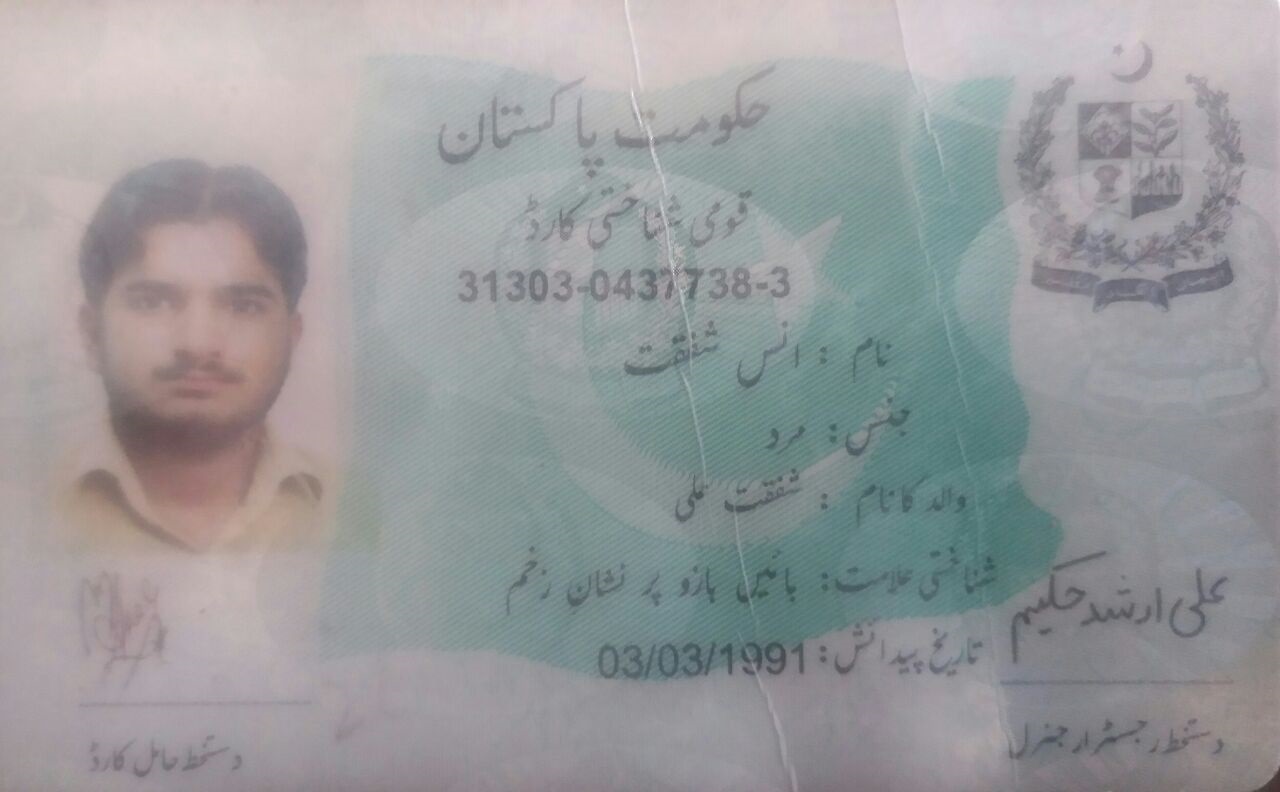 حکومت پاکستان
قومی شناختی کارڈ
31303-0437738-3
نام : انس شفقت
جنس: مرد
والد کا نام : شفقت علی
شناختی علامت: بائیں بازو پر نشان زخم
تاریخ پیدائش: 03/03/1991
علی ارشد حکیم
دستخط رجسٹرار جنرل
دستخط حامل کارڈ